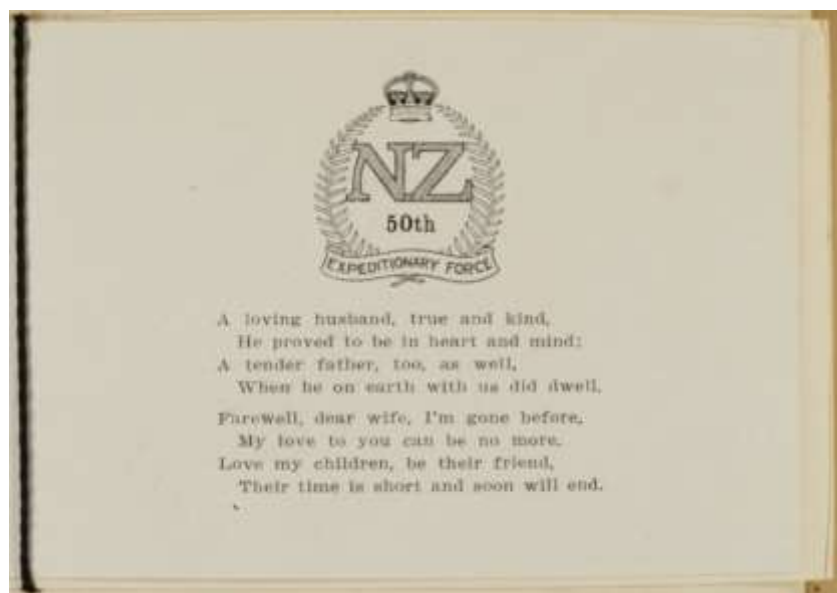 NZ
50th
EXPEDITIONARY FORCE
A loving husband, true and kind,
He proved to be in heart and mind;
A tender father, too, as well,
When he on earth with us did dwell.
Farewell, dear wife, I'm gone before,
My love to you can be no more.
Love my children, be their friend,
Their time is short and soon will end.